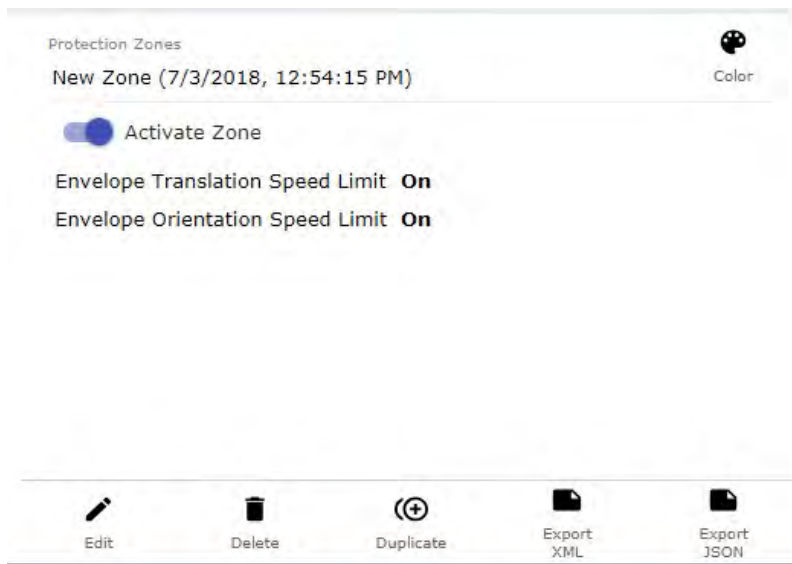 Protection Zones
New Zone (7/3/2018, 12:54:15 PM)
Color
Activate Zone
Envelope Translation Speed Limit On
Envelope Orientation Speed Limit On
Edit
Delete
Duplicate
Export
XML
Export
JSON